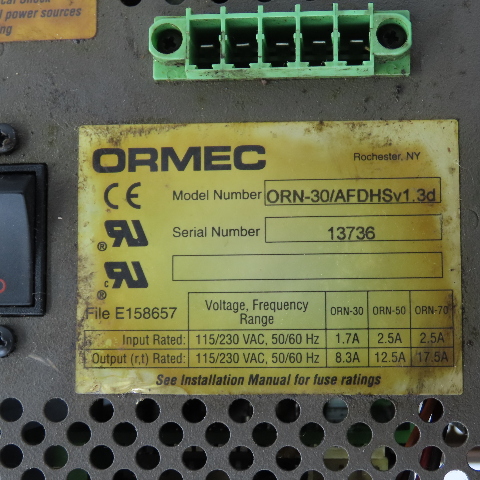 l power sources
ng
ORMEC
Rochester, NY
CE
Model Number ORN-30/AFDHSv1.3d
Serial Number 13736
® RU
c RU ®
File E158657
Voltage, Frequency Range ORN-30 ORN-50 ORN-70
Input Rated: 115/230 VAC, 50/60 Hz 1.7A 2.5A 2.5A
Output (r,t) Rated: 115/230 VAC, 50/60 Hz 8.3A 12.5A 17.5A
See Installation Manual for fuse ratings